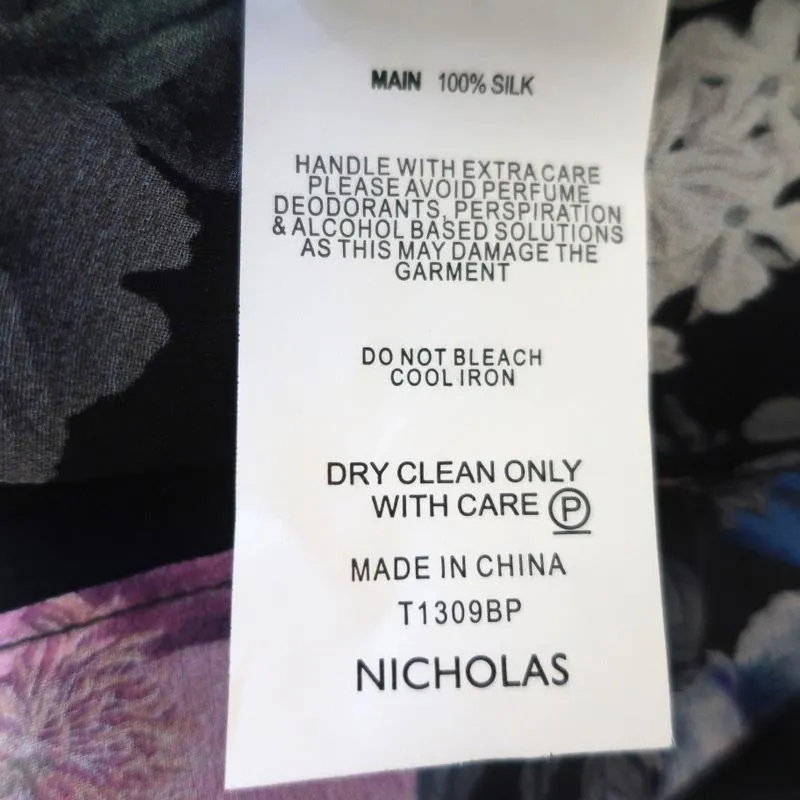 MAIN 100% SILK
HANDLE WITH EXTRA CARE
PLEASE AVOID PERFUME
DEODORANTS, PERSPIRATION
& ALCOHOL BASED SOLUTIONS
AS THIS MAY DAMAGE THE
GARMENT
DO NOT BLEACH
COOL IRON
DRY CLEAN ONLY
WITH CARE P
MADE IN CHINA
T1309BP
NICHOLAS